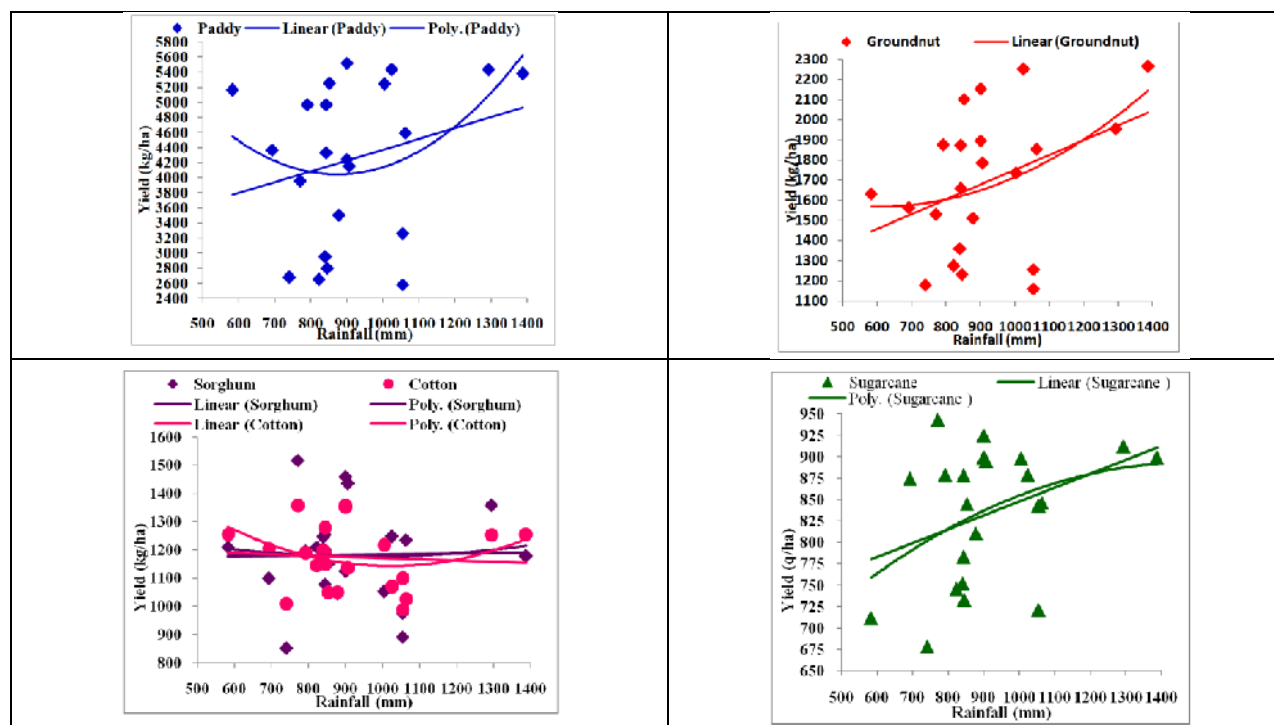 Paddy Linear (Paddy) Poly. (Paddy)
5800
5600
5400
5200
5000
4800
4600
4400
4200
4000
3800
3600
3400
3200
3000
2800
2600
2400
Yield (kg/ha)
500 600 700 800 900 1000 1100 1200 1300 1400
Rainfall (mm)
Groundnut Linear (Groundnut)
2300
2200
2100
2000
1900
1800
1700
1600
1500
1400
1300
1200
1100
Yield (kg/ha)
500 600 700 800 900 1000 1100 1200 1300 1400
Rainfall (mm)
Sorghum Cotton
Linear (Sorghum) Poly. (Sorghum)
Linear (Cotton) Poly. (Cotton)
1600
1500
1400
1300
1200
1100
1000
900
800
Yield (kg/ha)
500 600 700 800 900 1000 1100 1200 1300 1400
Rainfall (mm)
Sugarcane Linear (Sugarcane )
Poly. (Sugarcane )
950
925
900
875
850
825
800
775
750
725
700
675
650
Yield (q/ha)
500 600 700 800 900 1000 1100 1200 1300 1400
Rainfall (mm)